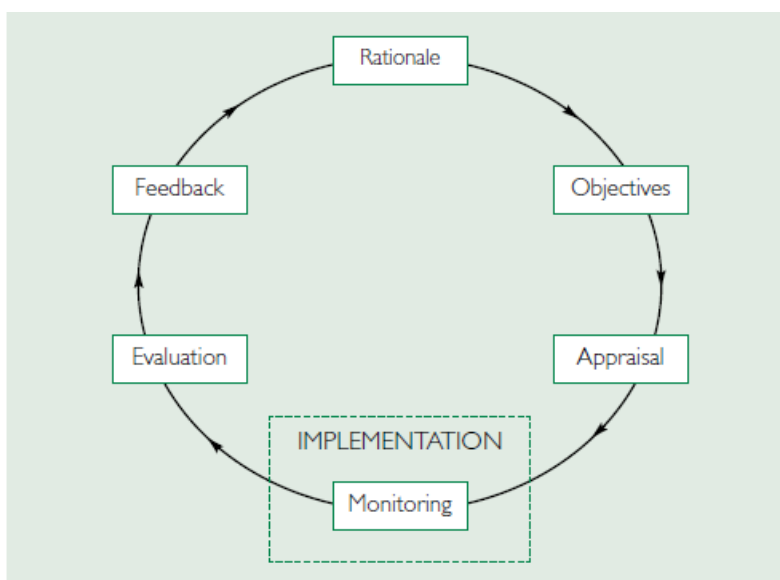 Rationale
Objectives
Appraisal
IMPLEMENTATION
Monitoring
Evaluation
Feedback